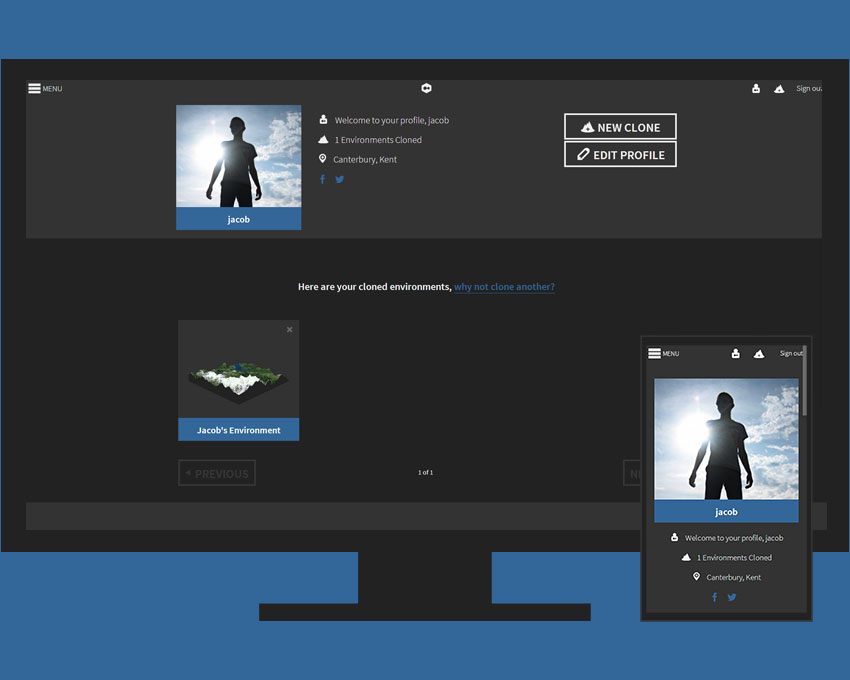 MENU
Sign out
Welcome to your profile, jacob
1 Environments Cloned
Canterbury, Kent
jacob
NEW CLONE
EDIT PROFILE
Here are your cloned environments, why not clone another?
Jacob's Environment
PREVIOUS
1 of 1
MENU
Sign out
jacob
Welcome to your profile, jacob
1 Environments Cloned
Canterbury, Kent